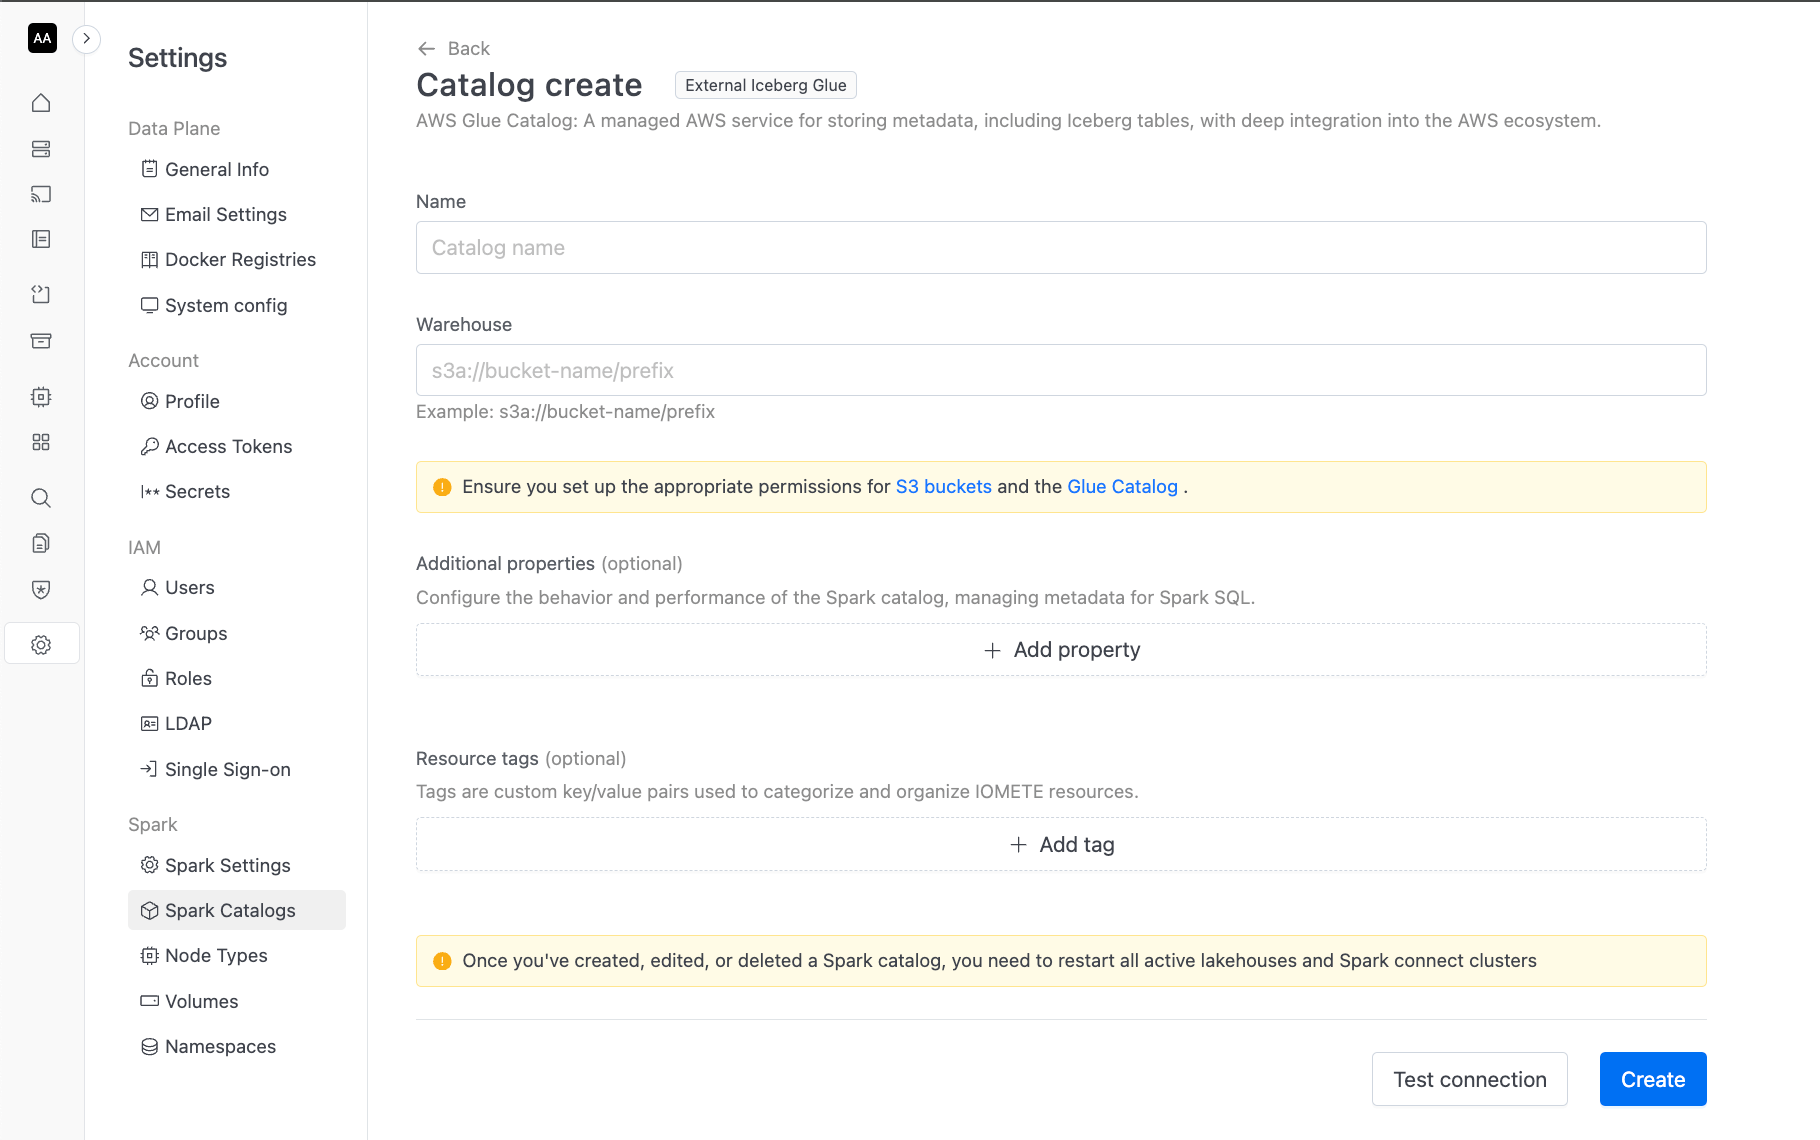 AA
Settings
Data Plane
General Info
Email Settings
Docker Registries
System config
Account
Profile
Access Tokens
Secrets
IAM
Users
Groups
Roles
LDAP
Single Sign-on
Spark
Spark Settings
Spark Catalogs
Node Types
Volumes
Namespaces
Back
Catalog create
External Iceberg Glue
AWS Glue Catalog: A managed AWS service for storing metadata, including Iceberg tables, with deep integration into the AWS ecosystem.
Name
Catalog name
Warehouse
s3a://bucket-name/prefix
Example: s3a://bucket-name/prefix
Ensure you set up the appropriate permissions for S3 buckets and the Glue Catalog .
Additional properties (optional)
Configure the behavior and performance of the Spark catalog, managing metadata for Spark SQL.
Add property
Resource tags (optional)
Tags are custom key/value pairs used to categorize and organize IOMETE resources.
Add tag
Once you've created, edited, or deleted a Spark catalog, you need to restart all active lakehouses and Spark connect clusters
Test connection
Create